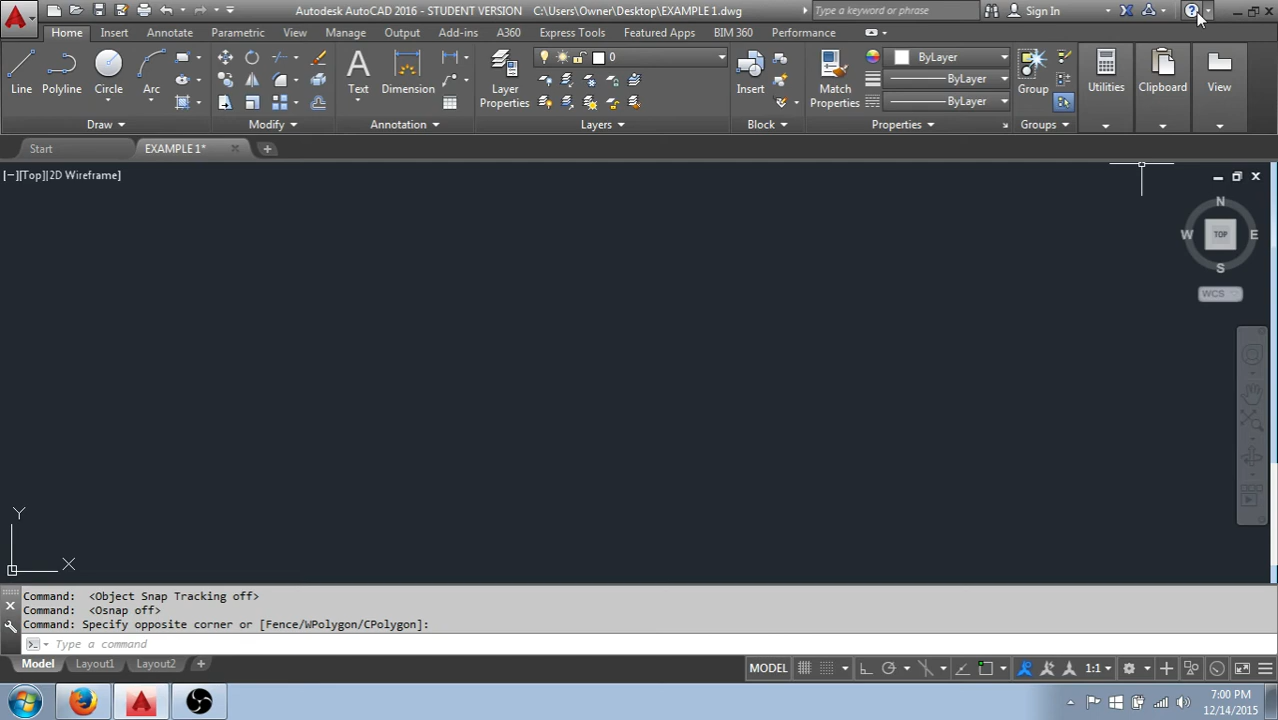 Autodesk AutoCAD 2016 - STUDENT VERSION C:\Users\Owner\Desktop\EXAMPLE 1.dwg
Type a keyword or phrase
Sign In
Home Insert Annotate Parametric View Manage Output Add-ins A360 Express Tools Featured Apps BIM 360 Performance
0
ByLayer
ByLayer
ByLayer
Line Polyline Circle Arc
Text Dimension
Layer Properties
Insert
Match Properties
Group
Utilities Clipboard View
Draw Modify Annotation Layers Block Properties Groups
Start EXAMPLE 1*
[−][Top][2D Wireframe]
N
W TOP E
S
WCS
Y
X
Command: <Object Snap Tracking off>
Command: <Osnap off>
Command: Specify opposite corner or [Fence/WPolygon/CPolygon]:
Type a command
Model Layout1 Layout2
MODEL
1:1
7:00 PM
12/14/2015